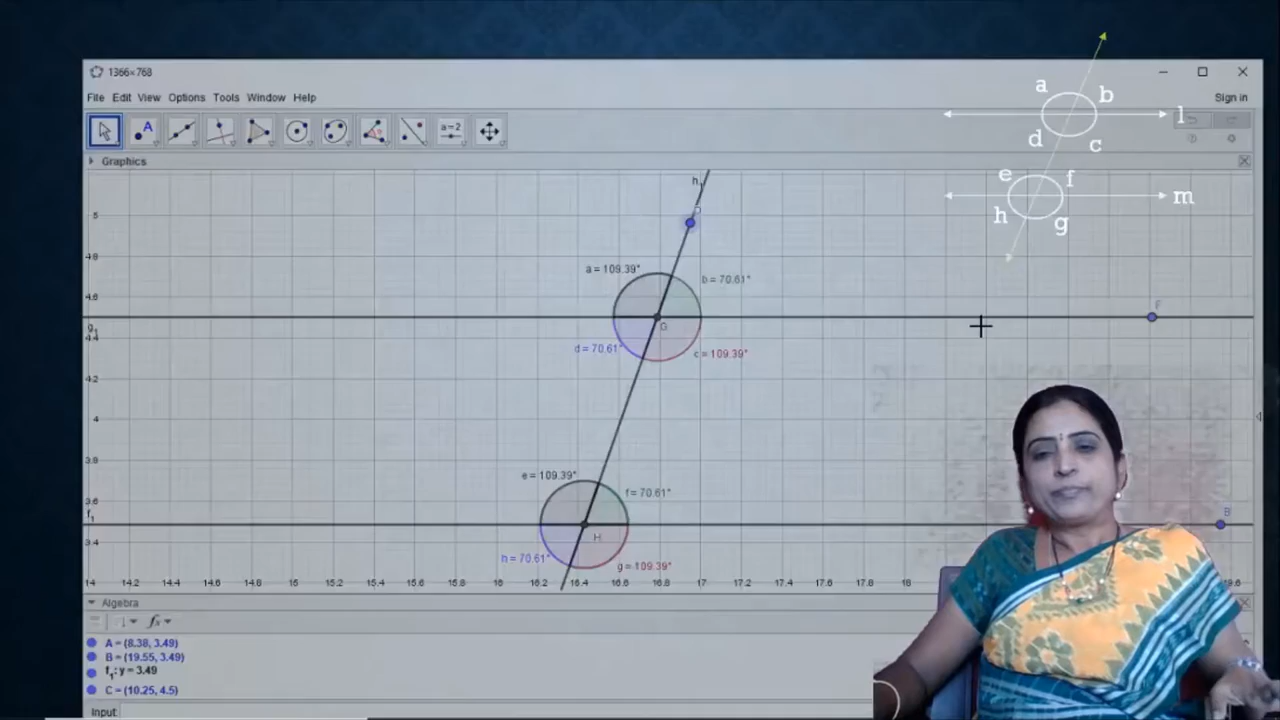 1366×768
File Edit View Options Tools Window Help
Sign in
a=2
Graphics
a
b
l
d
c
e
f
m
h
g
h₁
5
4.8
4.6
4.4
4.2
4
3.8
3.6
3.4
a = 109.39°
b = 70.61°
G
F
g₁
d = 70.61°
c = 109.39°
e = 109.39°
f = 70.61°
f₁
B
H
h = 70.61°
g = 109.39°
14 14.2 14.4 14.6 14.8 15 15.2 15.4 15.6 15.8 16 16.2 16.4 16.6 16.8 17 17.2 17.4 17.6 17.8 18
Algebra
A = (8.38, 3.49)
B = (19.55, 3.49)
f₁: y = 3.49
C = (10.25, 4.5)
Input: